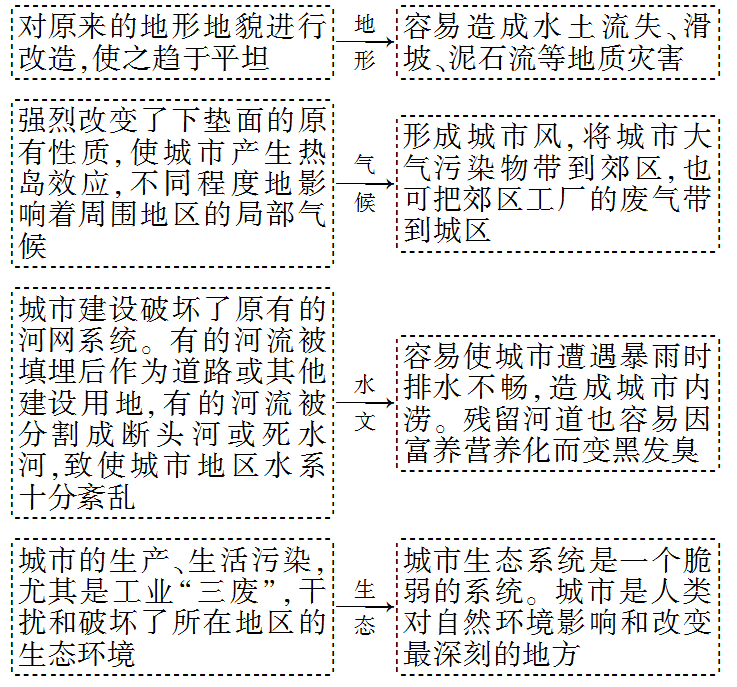 对原来的地形地貌进行
改造,使之趋于平坦
地
形
容易造成水土流失、滑
坡、泥石流等地质灾害
强烈改变了下垫面的原
有性质,使城市产生热
岛效应,不同程度地影
响着周围地区的局部气
候
气
候
形成城市风,将城市大
气污染物带到郊区,也
可把郊区工厂的废气带
到城区
城市建设破坏了原有的
河网系统。有的河流被
填埋后作为道路或其他
建设用地,有的河流被
分割成断头河或死水
河,致使城市地区水系
十分紊乱
水
文
容易使城市遭遇暴雨时
排水不畅,造成城市内
涝。残留河道也容易因
富养营养化而变黑发臭
城市的生产、生活污染,
尤其是工业“三废”,干
扰和破坏了所在地区的
生态环境
生
态
城市生态系统是一个脆
弱的系统。城市是人类
对自然环境影响和改变
最深刻的地方